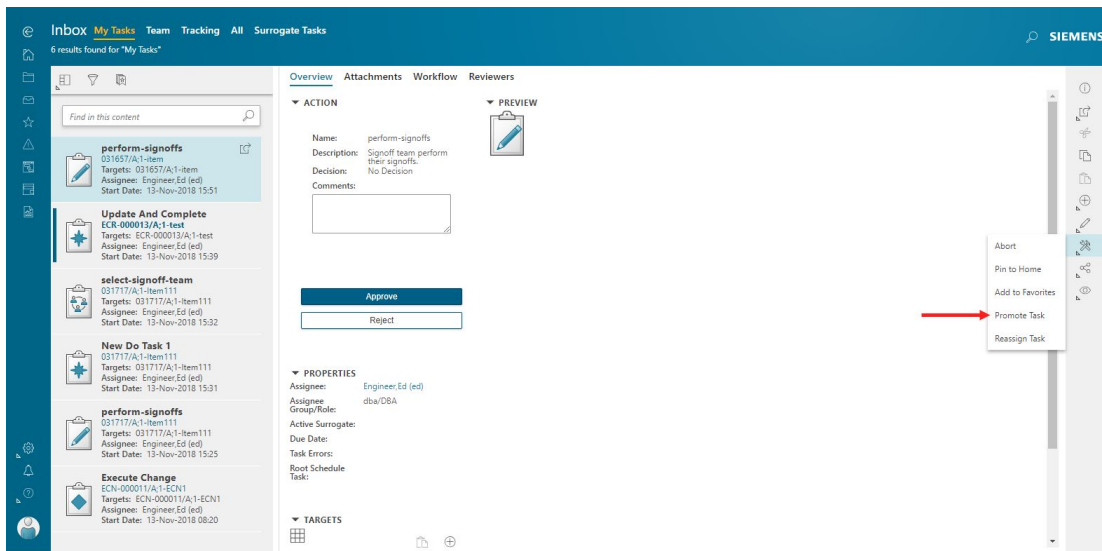 Inbox My Tasks Team Tracking All Surrogate Tasks
6 results found for "My Tasks"
SIEMENS
Find in this content
perform-signoffs
031657/A;1-item
Targets: 031657/A;1-item
Assignee: Engineer,Ed (ed)
Start Date: 13-Nov-2018 15:51
Update And Complete
ECR-000013/A;1-test
Targets: ECR-000013/A;1-test
Assignee: Engineer,Ed (ed)
Start Date: 13-Nov-2018 15:39
select-signoff-team
031717/A;1-Item111
Targets: 031717/A;1-Item111
Assignee: Engineer,Ed (ed)
Start Date: 13-Nov-2018 15:32
New Do Task 1
031717/A;1-Item111
Targets: 031717/A;1-Item111
Assignee: Engineer,Ed (ed)
Start Date: 13-Nov-2018 15:31
perform-signoffs
031717/A;1-Item111
Targets: 031717/A;1-Item111
Assignee: Engineer,Ed (ed)
Start Date: 13-Nov-2018 15:25
Execute Change
ECN-000011/A;1-ECN1
Targets: ECN-000011/A;1-ECN1
Assignee: Engineer,Ed (ed)
Start Date: 13-Nov-2018 08:20
Overview Attachments Workflow Reviewers
ACTION
Name: perform-signoffs
Description: Signoff team perform
their signoffs.
Decision: No Decision
Comments:
Approve
Reject
PREVIEW
PROPERTIES
Assignee: Engineer,Ed (ed)
Assignee dba/DBA
Group/Role:
Active Surrogate:
Due Date:
Task Errors:
Root Schedule
Task:
TARGETS
Abort
Pin to Home
Add to Favorites
Promote Task
Reassign Task